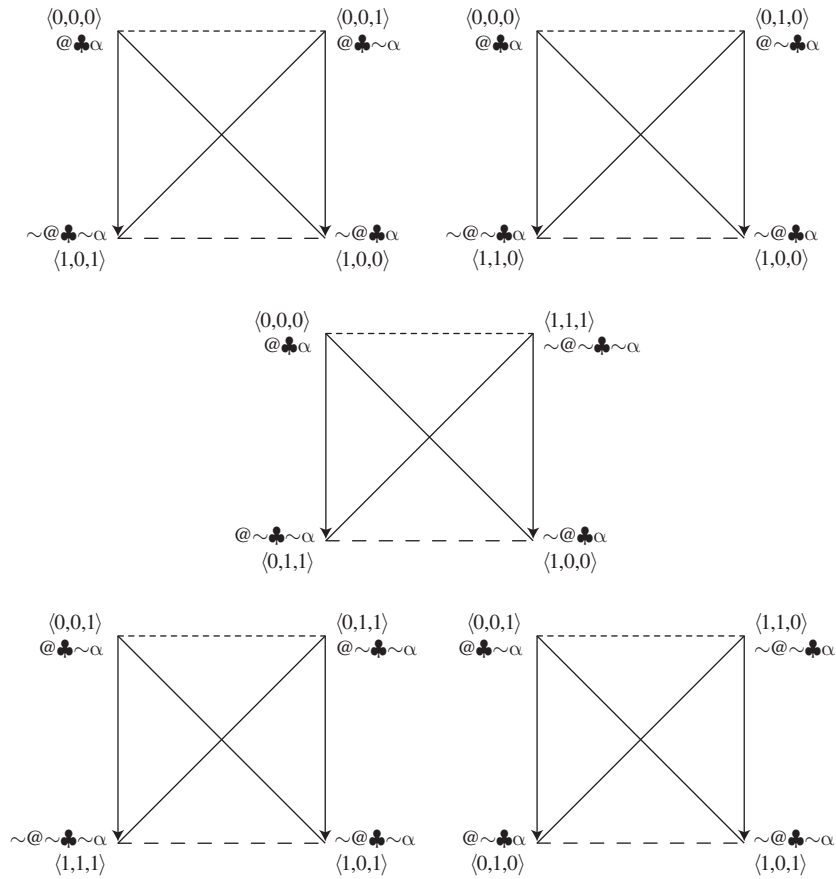 ⟨0,0,0⟩ ⟨0,0,1⟩ ⟨0,0,0⟩ ⟨0,1,0⟩
@♣α @♣~α @♣α @~♣α
~@♣~α ~@♣α ~@~♣α ~@♣α
⟨1,0,1⟩ ⟨1,0,0⟩ ⟨1,1,0⟩ ⟨1,0,0⟩
⟨0,0,0⟩ ⟨1,1,1⟩
@♣α ~@~♣~α
@~♣~α ~@♣α
⟨0,1,1⟩ ⟨1,0,0⟩
⟨0,0,1⟩ ⟨0,1,1⟩ ⟨0,0,1⟩ ⟨1,1,0⟩
@♣~α @~♣~α @♣~α ~@~♣α
~@~♣~α ~@♣~α @~♣α ~@♣~α
⟨1,1,1⟩ ⟨1,0,1⟩ ⟨0,1,0⟩ ⟨1,0,1⟩